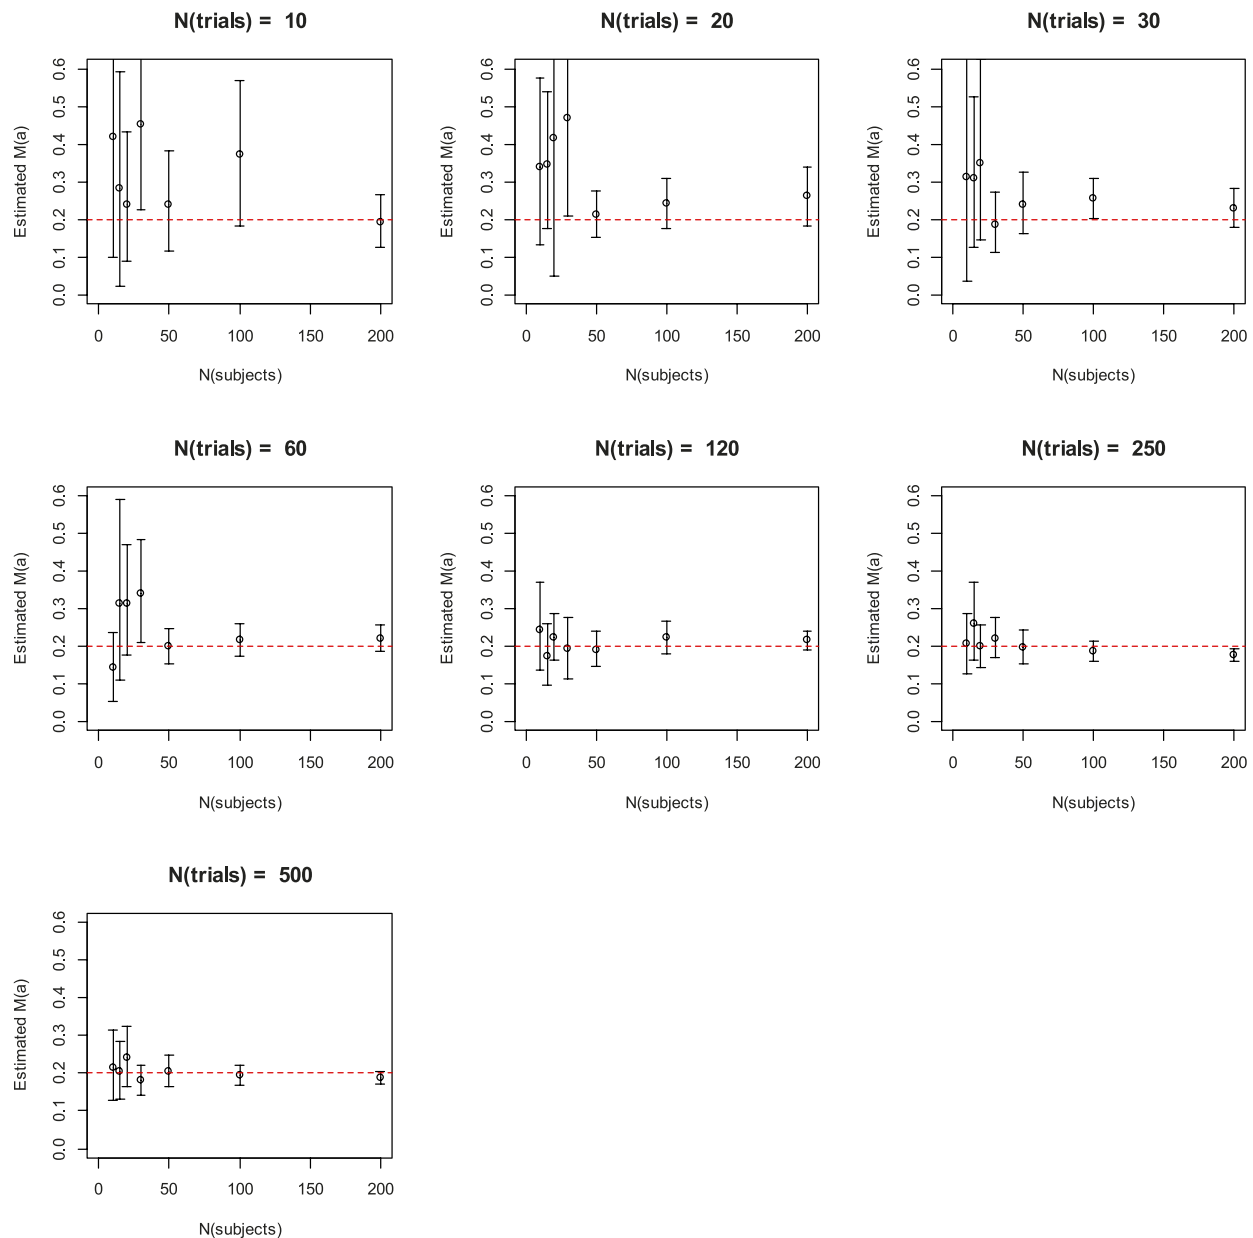 N(trials) = 10
Estimated M(a)
0.6
0.5
0.4
0.3
0.2
0.1
0.0
0 50 100 150 200
N(subjects)
N(trials) = 20
Estimated M(a)
0.6
0.5
0.4
0.3
0.2
0.1
0.0
0 50 100 150 200
N(subjects)
N(trials) = 30
Estimated M(a)
0.6
0.5
0.4
0.3
0.2
0.1
0.0
0 50 100 150 200
N(subjects)
N(trials) = 60
Estimated M(a)
0.6
0.5
0.4
0.3
0.2
0.1
0.0
0 50 100 150 200
N(subjects)
N(trials) = 120
Estimated M(a)
0.6
0.5
0.4
0.3
0.2
0.1
0.0
0 50 100 150 200
N(subjects)
N(trials) = 250
Estimated M(a)
0.6
0.5
0.4
0.3
0.2
0.1
0.0
0 50 100 150 200
N(subjects)
N(trials) = 500
Estimated M(a)
0.6
0.5
0.4
0.3
0.2
0.1
0.0
0 50 100 150 200
N(subjects)